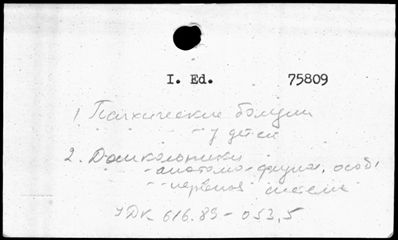 I. Ed. 75809
1 Психические болезни
- - у детей
2. Дошкольники
- анатомо-физиол. особ.
- - нервная система
УДК 616.89-053,5